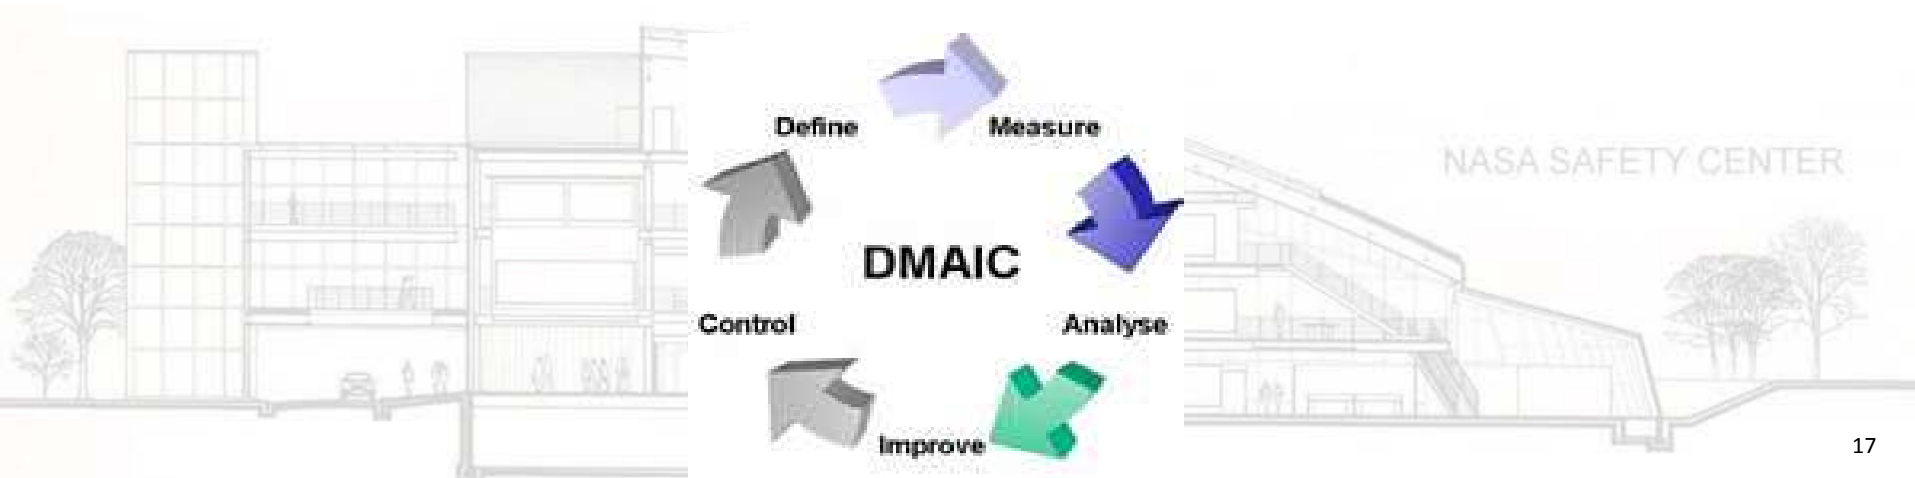 Define
Measure
NASA SAFETY CENTER
DMAIC
Control
Analyse
Improve
17